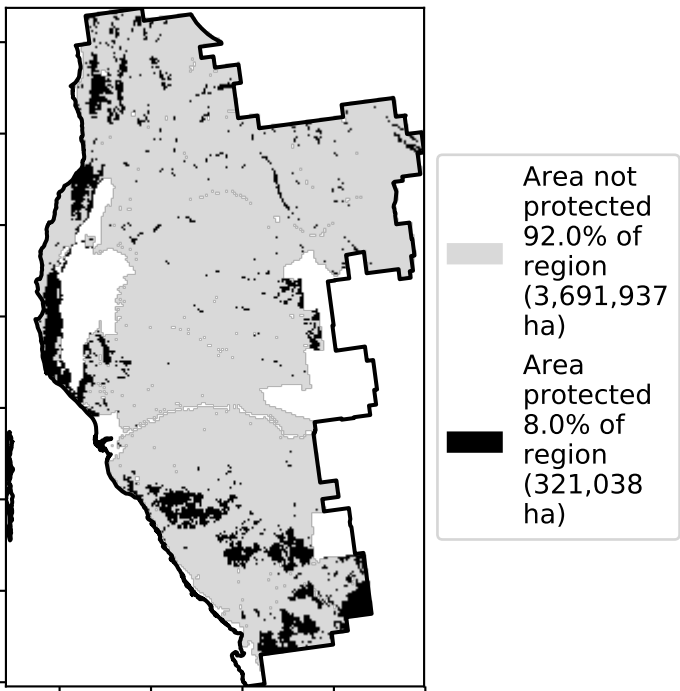 Area not
protected
92.0% of
region
(3,691,937
ha)
Area
protected
8.0% of
region
(321,038
ha)